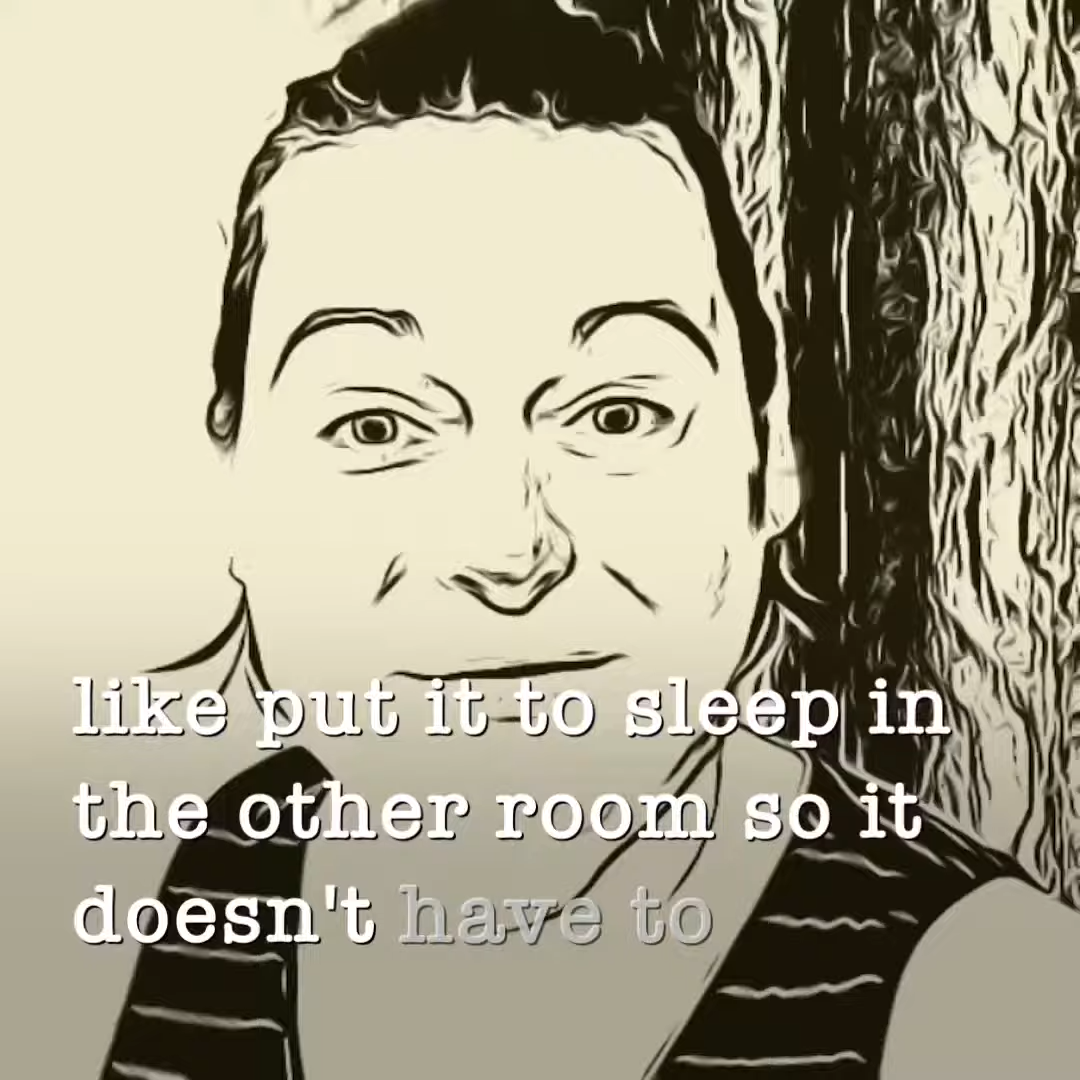 like put it to sleep in
the other room so it
doesn't have to